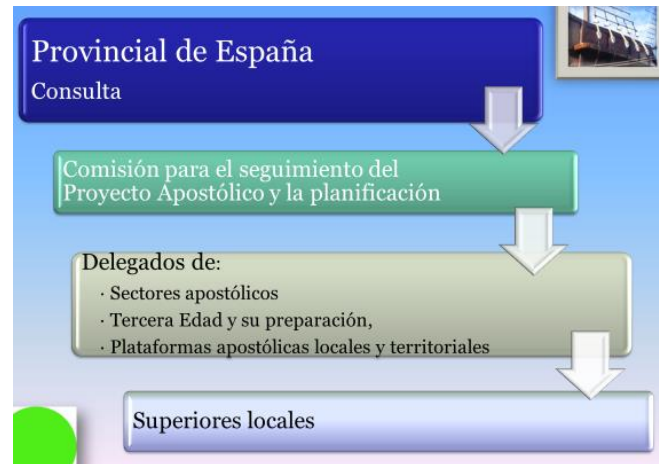 Provincial de España
Consulta
Comisión para el seguimiento del
Proyecto Apostólico y la planificación
Delegados de:
· Sectores apostólicos
· Tercera Edad y su preparación,
· Plataformas apostólicas locales y territoriales
Superiores locales